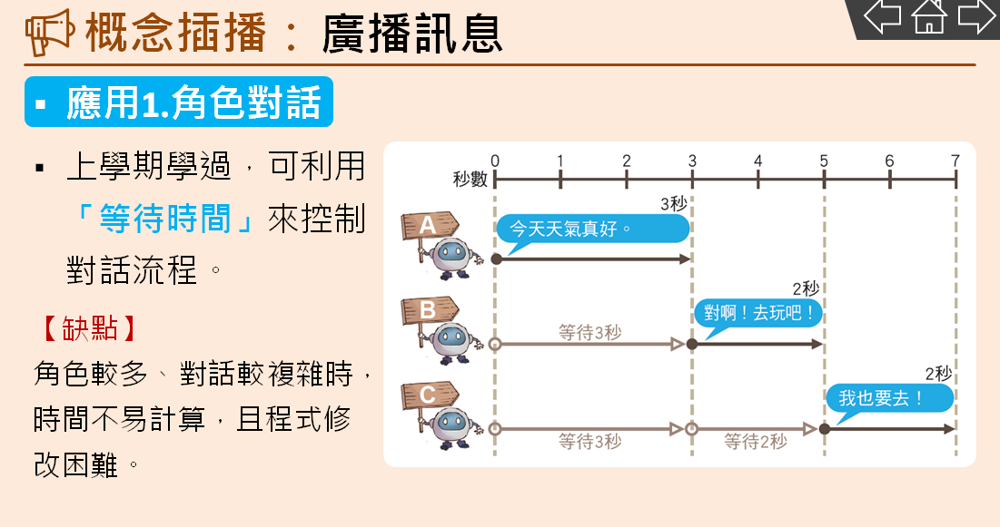 概念插播：廣播訊息
▪ 應用1.角色對話
▪ 上學期學過，可利用
「等待時間」來控制
對話流程。
【缺點】
角色較多、對話較複雜時，
時間不易計算，且程式修
改困難。
秒數 0 1 2 3 4 5 6 7
3秒
A 今天天氣真好。
2秒
B 等待3秒 對啊！去玩吧！
2秒
C 我也要去！
等待3秒 等待2秒